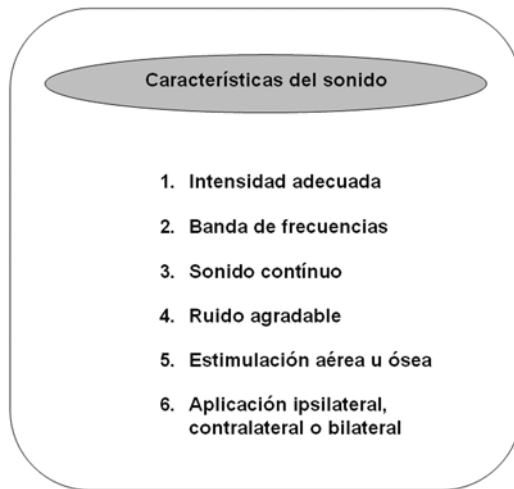 Características del sonido
1. Intensidad adecuada
2. Banda de frecuencias
3. Sonido contínuo
4. Ruido agradable
5. Estimulación aérea u ósea
6. Aplicación ipsilateral,
contralateral o bilateral